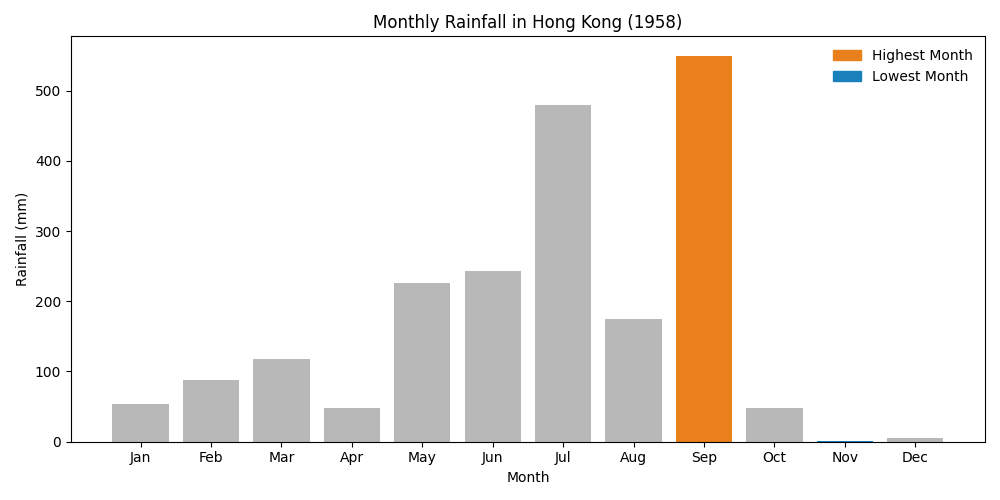 Monthly Rainfall in Hong Kong (1958)
Highest Month
Lowest Month
Rainfall (mm)
500
400
300
200
100
0
Jan Feb Mar Apr May Jun Jul Aug Sep Oct Nov Dec
Month